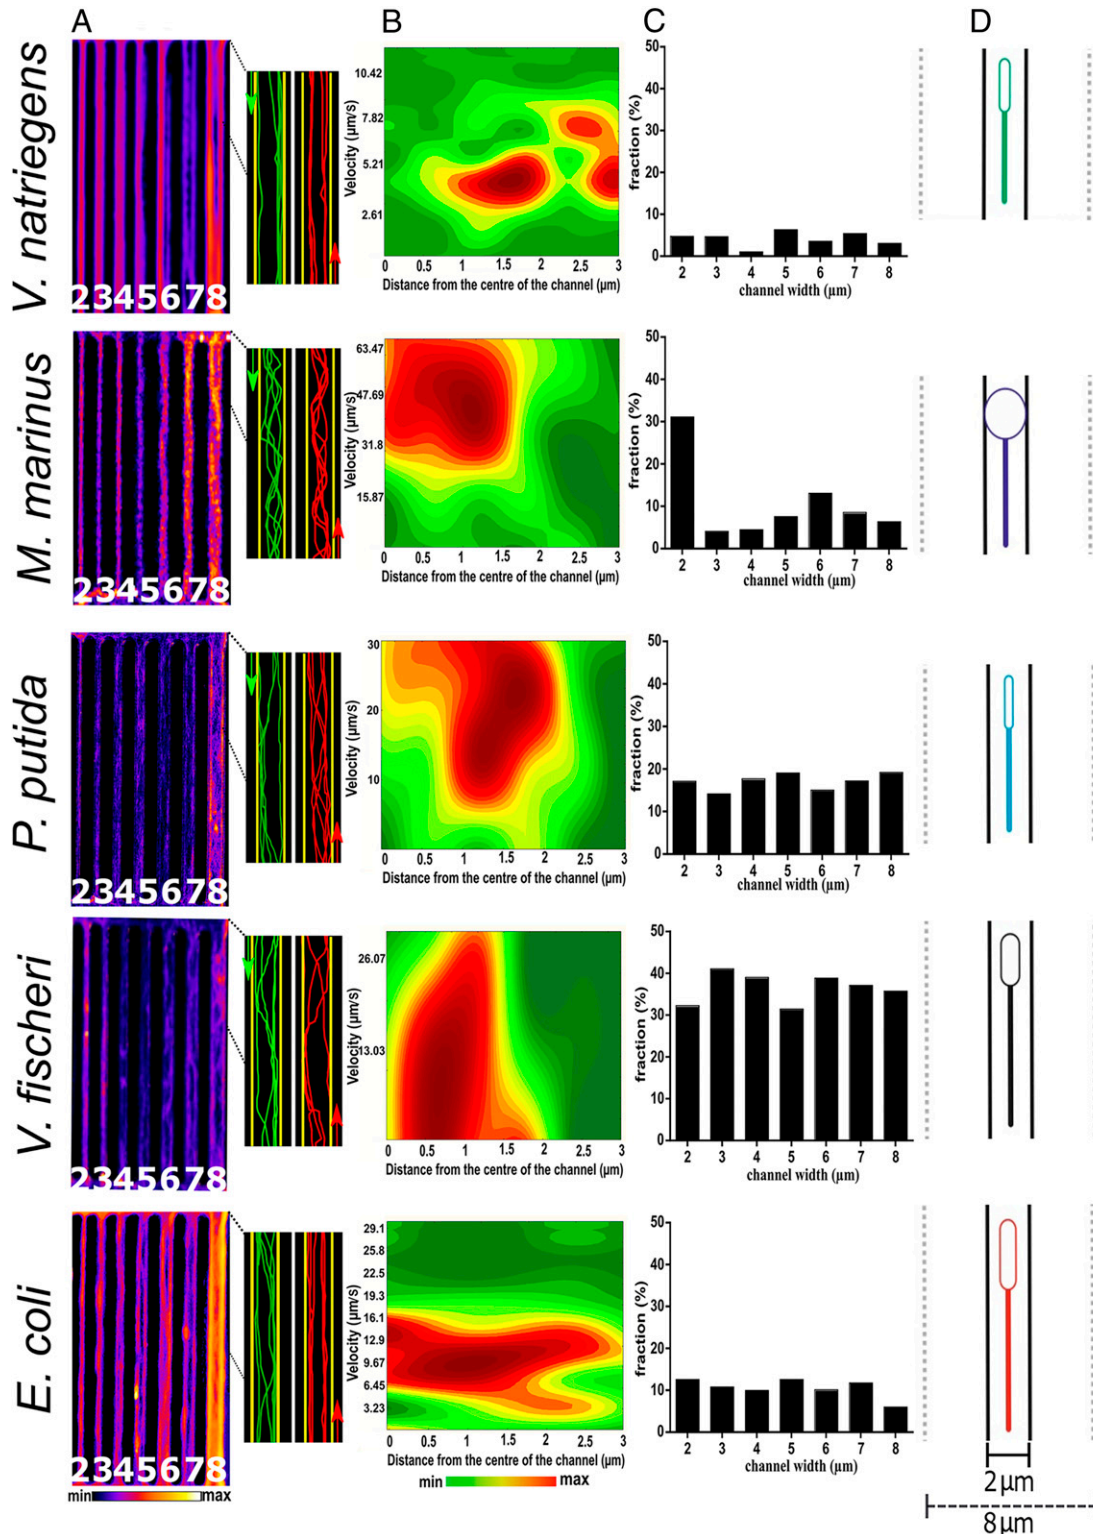 A B C D
V. natriegens
2345678
Velocity (µm/s)
10.42
7.82
5.21
2.61
0 0.5 1 1.5 2 2.5 3
Distance from the centre of the channel (µm)
fraction (%)
50
40
30
20
10
0
2 3 4 5 6 7 8
channel width (µm)
M. marinus
2345678
Velocity (µm/s)
63.47
47.69
31.8
15.87
0 0.5 1 1.5 2 2.5 3
Distance from the centre of the channel (µm)
fraction (%)
50
40
30
20
10
0
2 3 4 5 6 7 8
channel width (µm)
P. putida
2345678
Velocity (µm/s)
30
20
10
0 0.5 1 1.5 2 2.5 3
Distance from the centre of the channel (µm)
fraction (%)
50
40
30
20
10
0
2 3 4 5 6 7 8
channel width (µm)
V. fischeri
2345678
Velocity (µm/s)
26.07
13.03
0 0.5 1 1.5 2 2.5 3
Distance from the centre of the channel (µm)
fraction (%)
50
40
30
20
10
0
2 3 4 5 6 7 8
channel width (µm)
E. coli
2345678
Velocity (µm/s)
29.1
25.8
22.5
19.3
16.1
12.9
9.67
6.45
3.23
0 0.5 1 1.5 2 2.5 3
Distance from the centre of the channel (µm)
fraction (%)
50
40
30
20
10
0
2 3 4 5 6 7 8
channel width (µm)
min max
min max
2 µm
8 µm